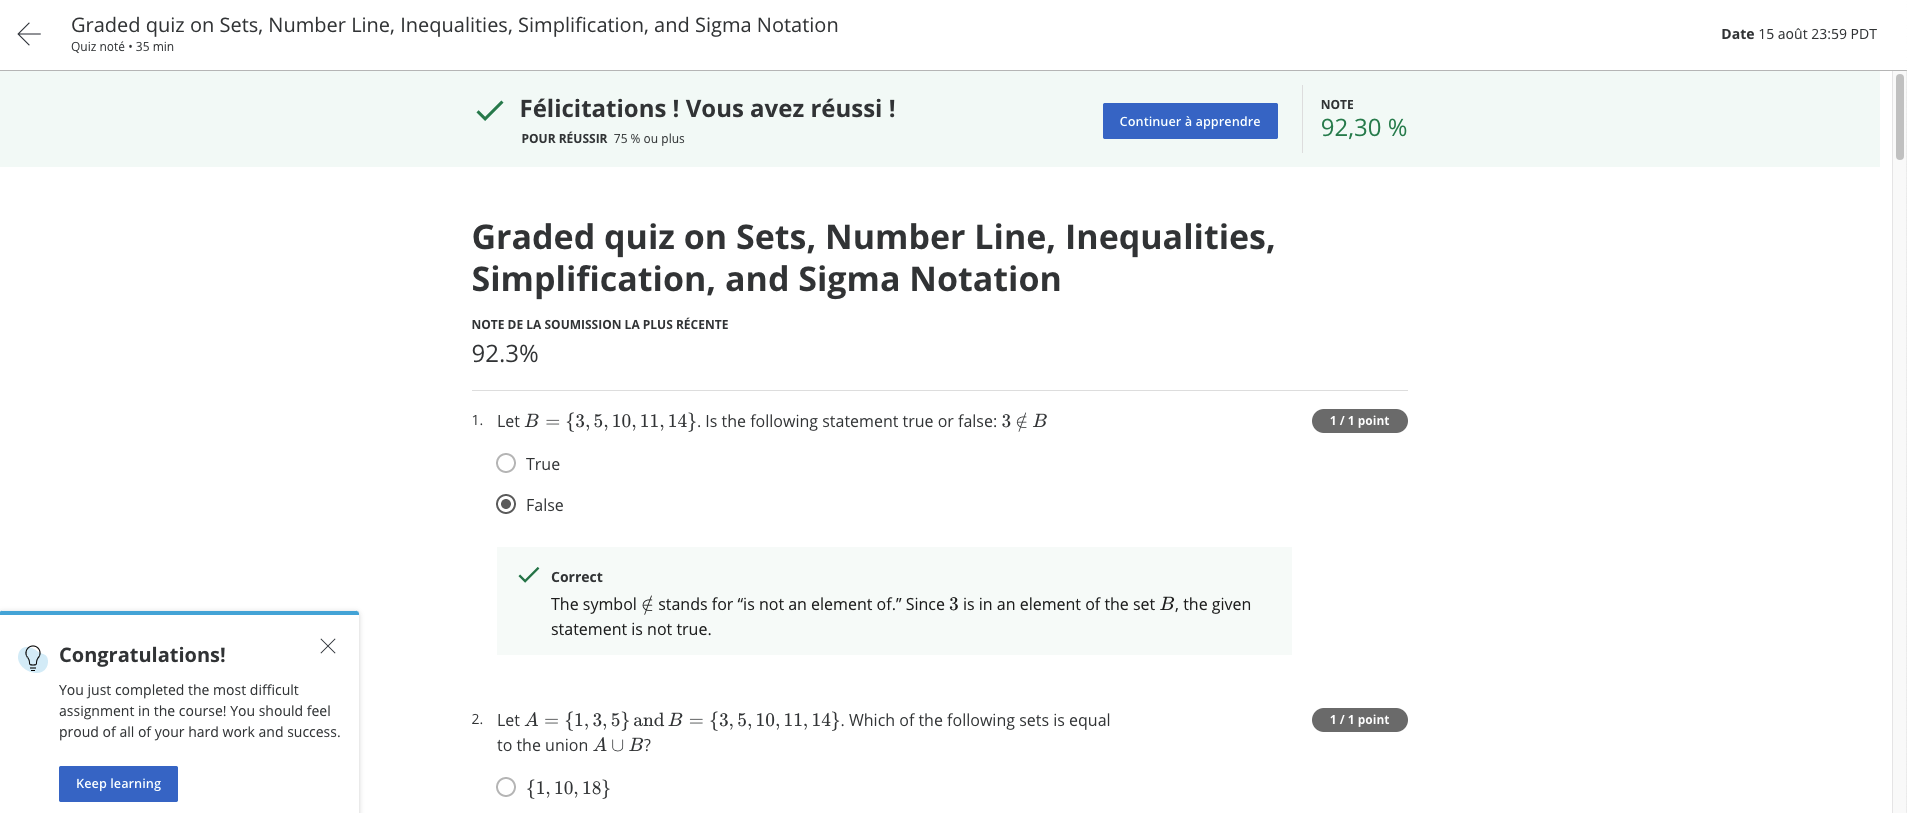 Graded quiz on Sets, Number Line, Inequalities, Simplification, and Sigma Notation
Quiz noté • 35 min
Date 15 août 23:59 PDT
Félicitations ! Vous avez réussi !
POUR RÉUSSIR 75 % ou plus
Continuer à apprendre
NOTE
92,30 %
Graded quiz on Sets, Number Line, Inequalities,
Simplification, and Sigma Notation
NOTE DE LA SOUMISSION LA PLUS RÉCENTE
92.3%
1. Let B = {3, 5, 10, 11, 14}. Is the following statement true or false: 3 ∉ B
1 / 1 point
True
False
Correct
The symbol ∉ stands for “is not an element of.” Since 3 is in an element of the set B, the given
statement is not true.
2. Let A = {1, 3, 5} and B = {3, 5, 10, 11, 14}. Which of the following sets is equal
to the union A ∪ B?
1 / 1 point
{1, 10, 18}
Congratulations!
You just completed the most difficult
assignment in the course! You should feel
proud of all of your hard work and success.
Keep learning